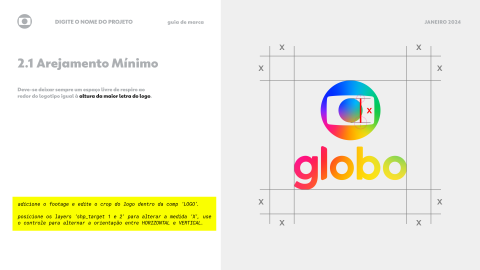 DIGITE O NOME DO PROJETO
guia de marca
JANEIRO 2024
2.1 Arejamento Mínimo
Deve-se deixar sempre um espaço livre de respiro ao
redor do logotipo igual à altura da maior letra do logo.
adicione o footage e edite o crop do logo dentro da comp 'LOGO'.
posicione os layers 'obp_target 1 e 2' para alterar a medida 'X', use
o controle para alternar a orientação entre HORIZONTAL e VERTICAL.
X
X
X
X
X
globo
X
X
X
X